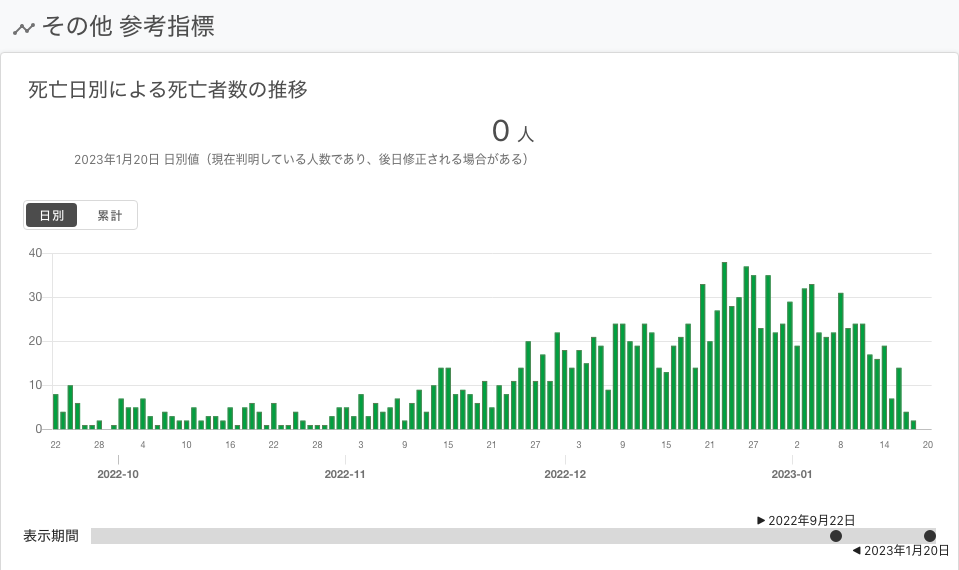 その他 参考指標
死亡日別による死亡者数の推移
0 人
2023年1月20日 日別値（現在判明している人数であり、後日修正される場合がある）
日別 累計
40
30
20
10
0
22 28 4 10 16 22 28 3 9 15 21 27 3 9 15 21 27 2 8 14 20
2022-10 2022-11 2022-12 2023-01
▶ 2022年9月22日
表示期間
◀ 2023年1月20日